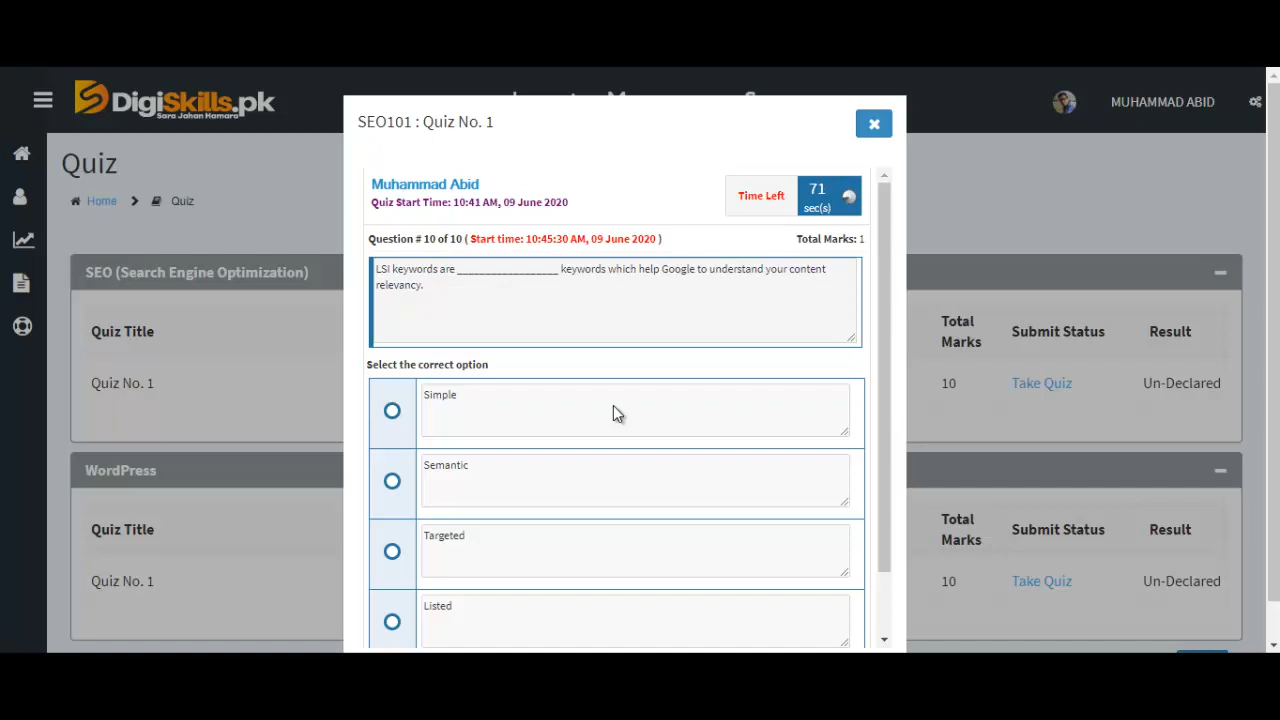 DigiSkills.pk
Sara Jahan Hamara
MUHAMMAD ABID
SEO101 : Quiz No. 1
Quiz
Home
Quiz
Muhammad Abid
Quiz Start Time: 10:41 AM, 09 June 2020
Time Left
71
sec(s)
Question # 10 of 10 ( Start time: 10:45:30 AM, 09 June 2020 )
Total Marks: 1
LSI keywords are __________________ keywords which help Google to understand your content
relevancy.
Select the correct option
Simple
Semantic
Targeted
Listed
SEO (Search Engine Optimization)
Quiz Title
Total
Marks
Submit Status
Result
Quiz No. 1
10
Take Quiz
Un-Declared
WordPress
Quiz Title
Total
Marks
Submit Status
Result
Quiz No. 1
10
Take Quiz
Un-Declared